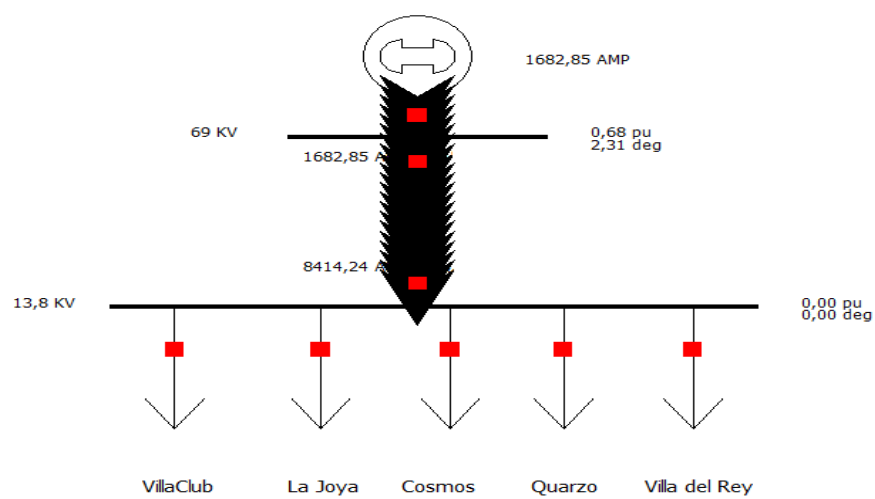 1682,85 AMP
69 KV
0,68 pu
2,31 deg
1682,85 A
8414,24 A
13,8 KV
0,00 pu
0,00 deg
VillaClub
La Joya
Cosmos
Quarzo
Villa del Rey